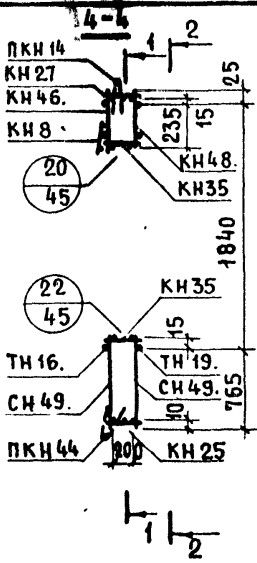 4-4
1 2
ПКН 14
КН 27
КН 46.
КН 8
КН 48.
КН 35
25
15
235
1840
20
45
22
45
КН 35
15
ТН 16.
ТН 19.
СН 49.
СН 49.
765
10
ПКН 44
200
КН 25
1
2